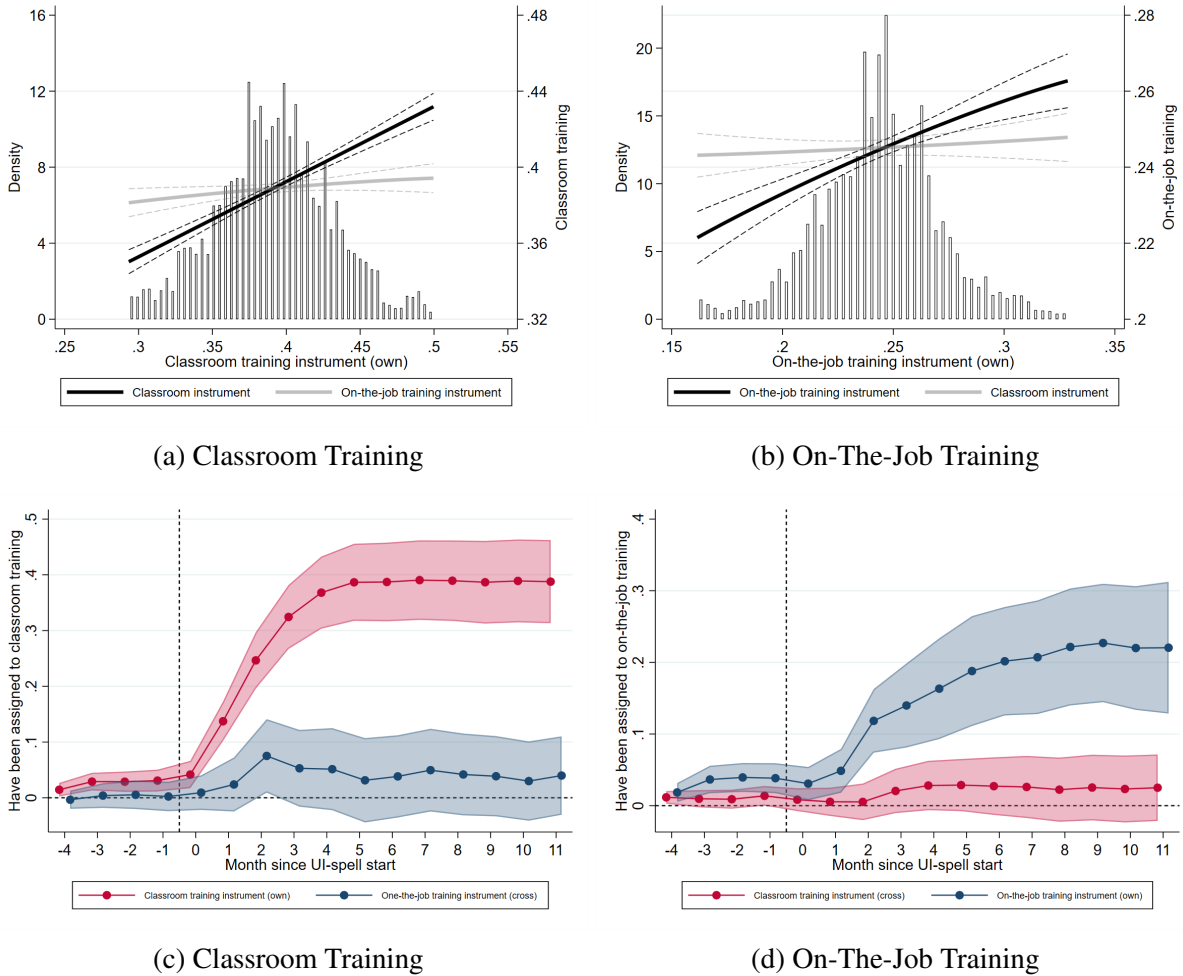 16
12
8
4
0
Density
.48
.44
.4
.36
.32
Classroom training
.25 .3 .35 .4 .45 .5 .55
Classroom training instrument (own)
Classroom instrument On-the-job training instrument
(a) Classroom Training
20
15
10
5
0
Density
.28
.26
.24
.22
.2
On-the-job training
.15 .2 .25 .3 .35
On-the-job training instrument (own)
On-the-job training instrument Classroom instrument
(b) On-The-Job Training
Have been assigned to classroom training
.5
.4
.3
.2
.1
0
-4 -3 -2 -1 0 1 2 3 4 5 6 7 8 9 10 11
Month since UI-spell start
Classroom training instrument (own) One-the-job training instrument (cross)
(c) Classroom Training
Have been assigned to on-the-job training
.4
.3
.2
.1
0
-4 -3 -2 -1 0 1 2 3 4 5 6 7 8 9 10 11
Month since UI-spell start
Classroom training instrument (cross) On-the-job training instrument (own)
(d) On-The-Job Training